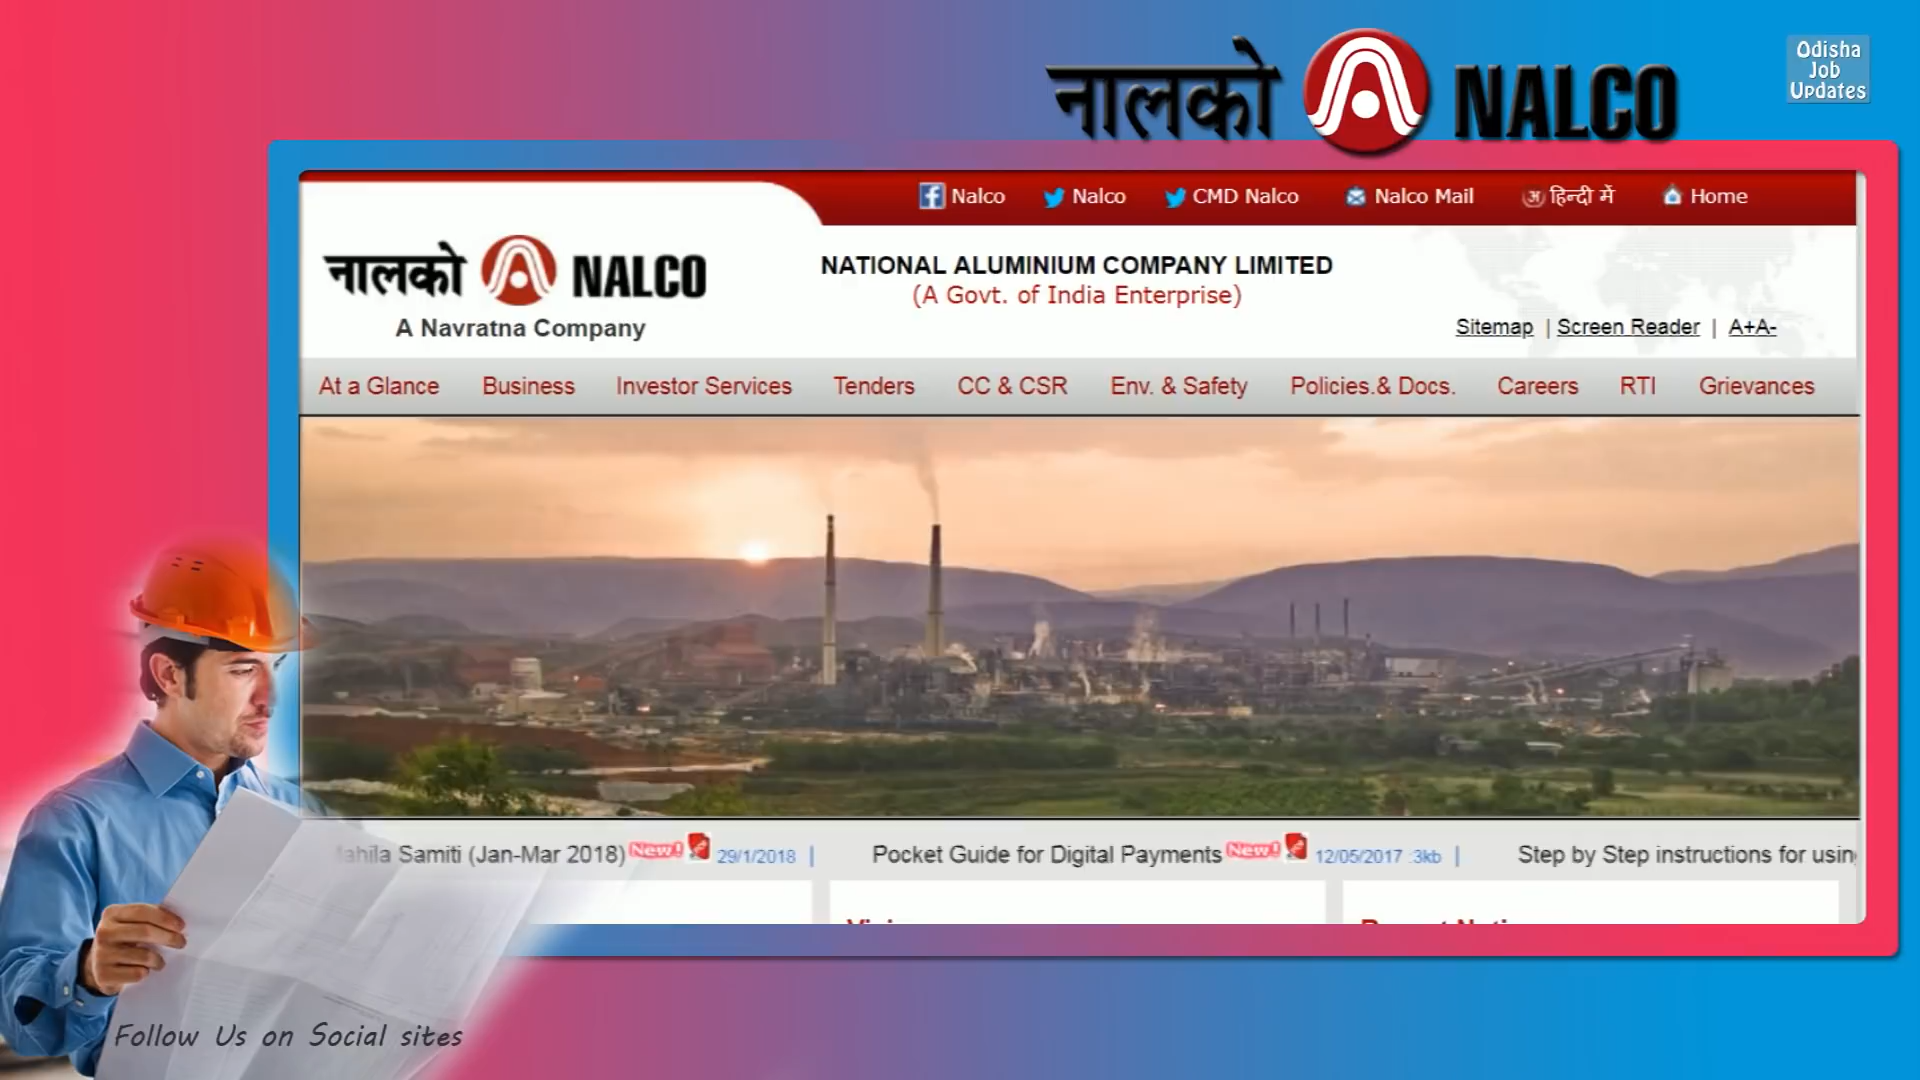 नालको NALCO
Odisha
Job
Updates
Nalco Nalco CMD Nalco Nalco Mail हिन्दी में Home
नालको NALCO
A Navratna Company
NATIONAL ALUMINIUM COMPANY LIMITED
(A Govt. of India Enterprise)
Sitemap | Screen Reader | A+A-
At a Glance Business Investor Services Tenders CC & CSR Env. & Safety Policies.& Docs. Careers RTI Grievances
Samiti (Jan-Mar 2018) New! 29/1/2018 | Pocket Guide for Digital Payments New! 12/05/2017 :3kb | Step by Step instructions for
Follow Us on Social sites